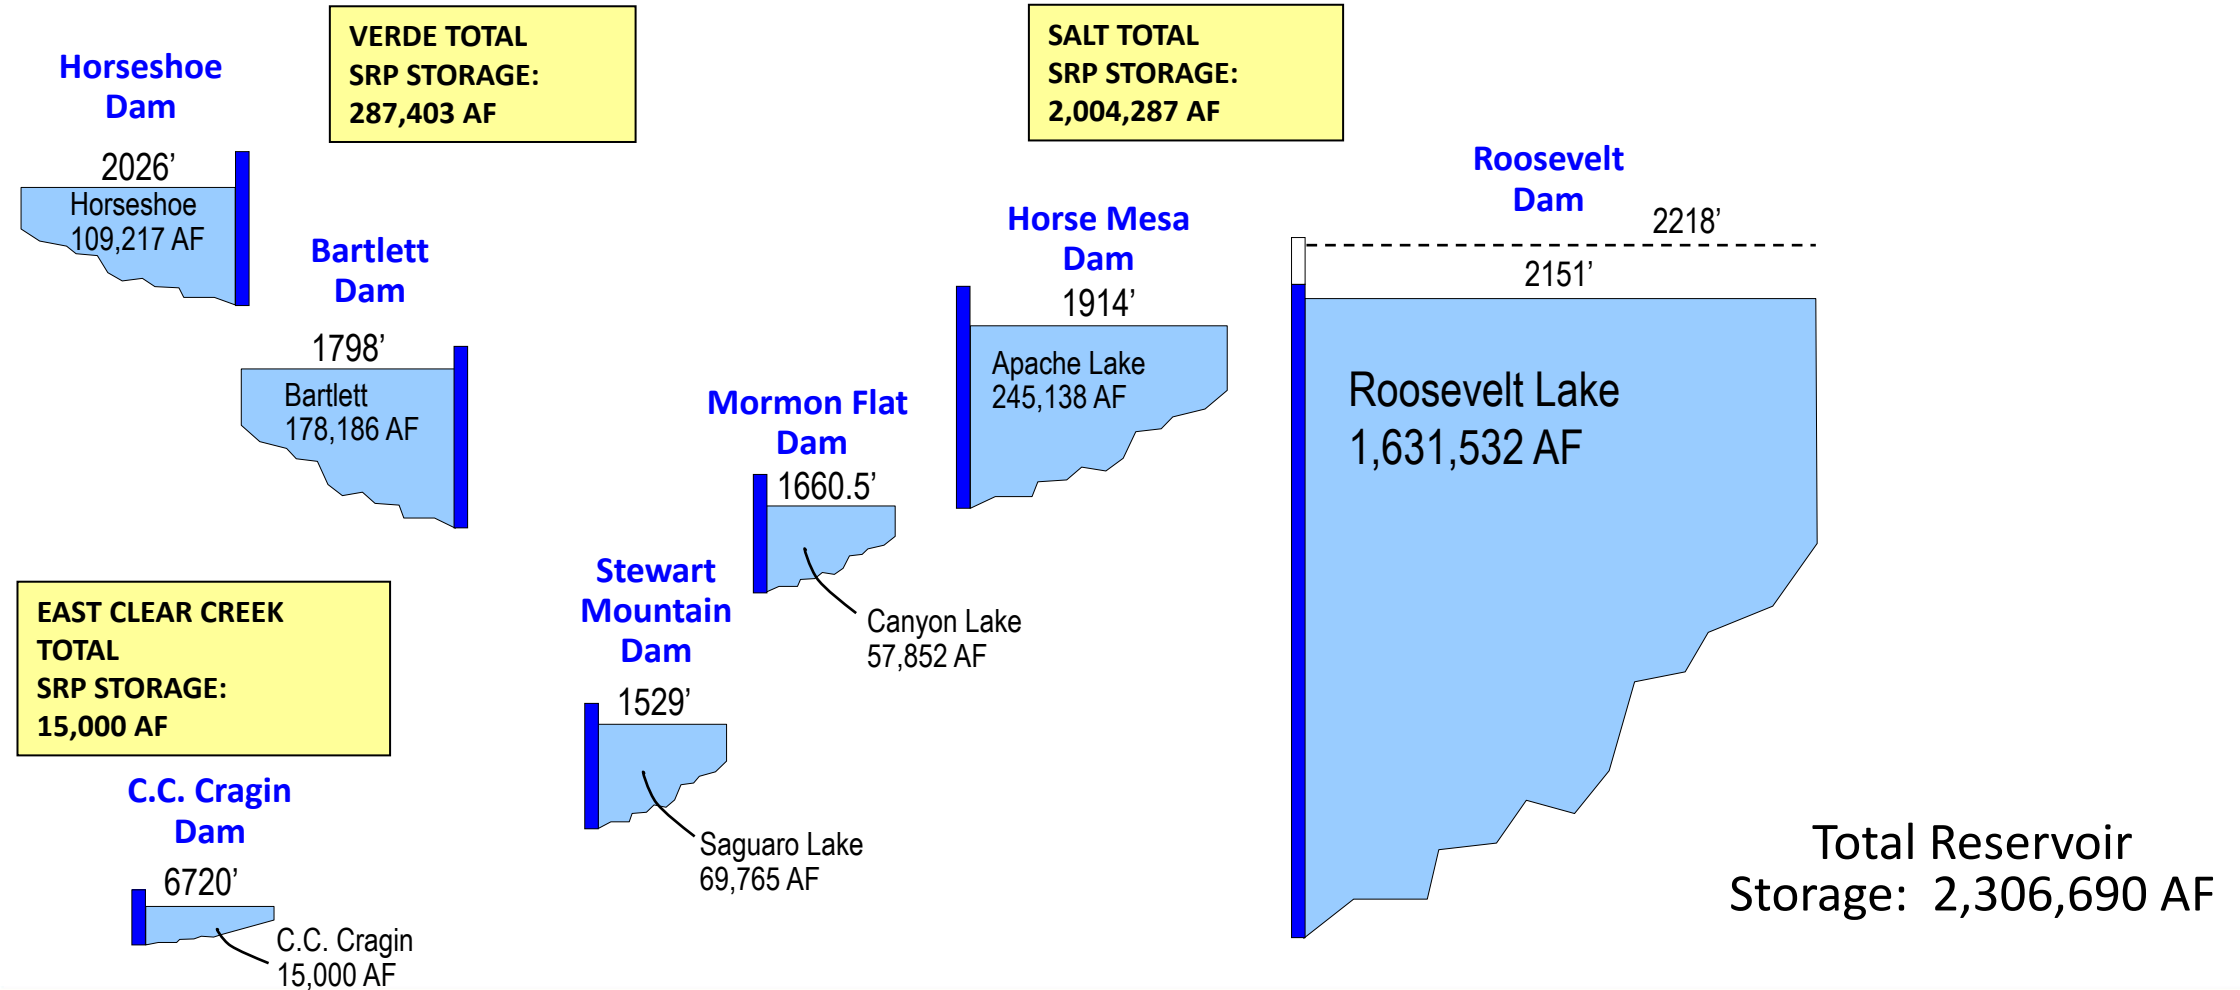 VERDE TOTAL
SRP STORAGE:
287,403 AF
SALT TOTAL
SRP STORAGE:
2,004,287 AF
Horseshoe
Dam
2026’
Horseshoe
109,217 AF
Bartlett
Dam
1798’
Bartlett
178,186 AF
Roosevelt
Dam
2218’
2151’
Roosevelt Lake
1,631,532 AF
Horse Mesa
Dam
1914’
Apache Lake
245,138 AF
Mormon Flat
Dam
1660.5’
Canyon Lake
57,852 AF
Stewart
Mountain
Dam
1529’
Saguaro Lake
69,765 AF
EAST CLEAR CREEK
TOTAL
SRP STORAGE:
15,000 AF
C.C. Cragin
Dam
6720’
C.C. Cragin
15,000 AF
Total Reservoir
Storage: 2,306,690 AF